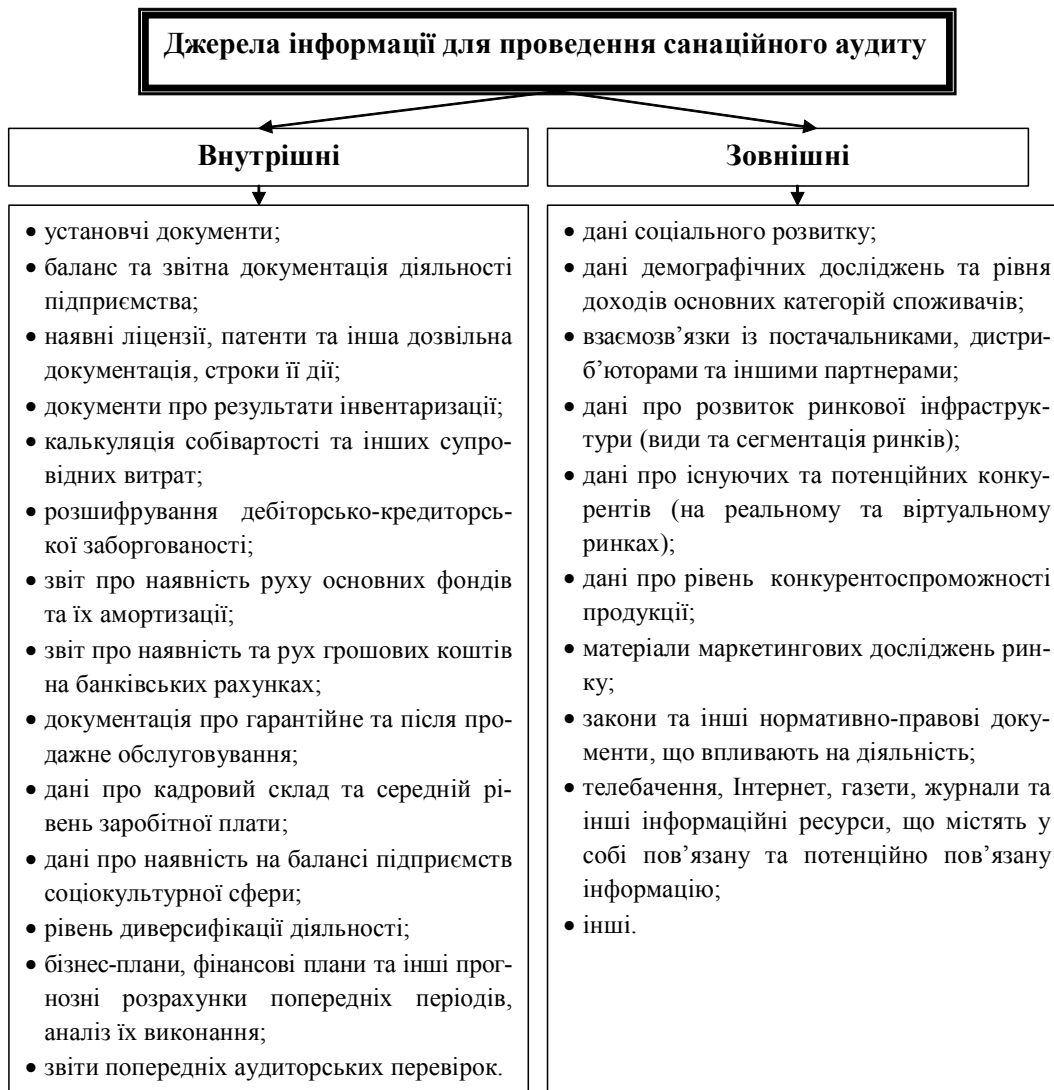 Джерела інформації для проведення санаційного аудиту
Внутрішні
• установчі документи;
• баланс та звітна документація діяльності
підприємства;
• наявні ліцензії, патенти та інша дозвільна
документація, строки її дії;
• документи про результати інвентаризації;
• калькуляція собівартості та інших супро-
відних витрат;
• розшифрування дебіторсько-кредиторсь-
кої заборгованості;
• звіт про наявність руху основних фондів
та їх амортизації;
• звіт про наявність та рух грошових коштів
на банківських рахунках;
• документація про гарантійне та після про-
дажне обслуговування;
• дані про кадровий склад та середній рі-
вень заробітної плати;
• дані про наявність на балансі підприємств
соціокультурної сфери;
• рівень диверсифікації діяльності;
• бізнес-плани, фінансові плани та інші прог-
нозні розрахунки попередніх періодів,
аналіз їх виконання;
• звіти попередніх аудиторських перевірок.
Зовнішні
• дані соціального розвитку;
• дані демографічних досліджень та рівня
доходів основних категорій споживачів;
• взаємозв’язки із постачальниками, дистри-
б’юторами та іншими партнерами;
• дані про розвиток ринкової інфраструк-
тури (види та сегментація ринків);
• дані про існуючих та потенційних конку-
рентів (на реальному та віртуальному
ринках);
• дані про рівень конкурентоспроможності
продукції;
• матеріали маркетингових досліджень рин-
ку;
• закони та інші нормативно-правові доку-
менти, що впливають на діяльність;
• телебачення, Інтернет, газети, журнали та
інші інформаційні ресурси, що містять у
собі пов’язану та потенційно пов’язану
інформацію;
• інші.